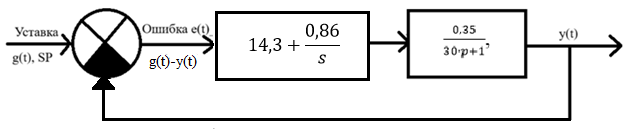 Уставка
g(t), SP
Ошибка e(t)
g(t)-y(t)
14,3 + 0,86/s
0.35/30·p+1,
y(t)